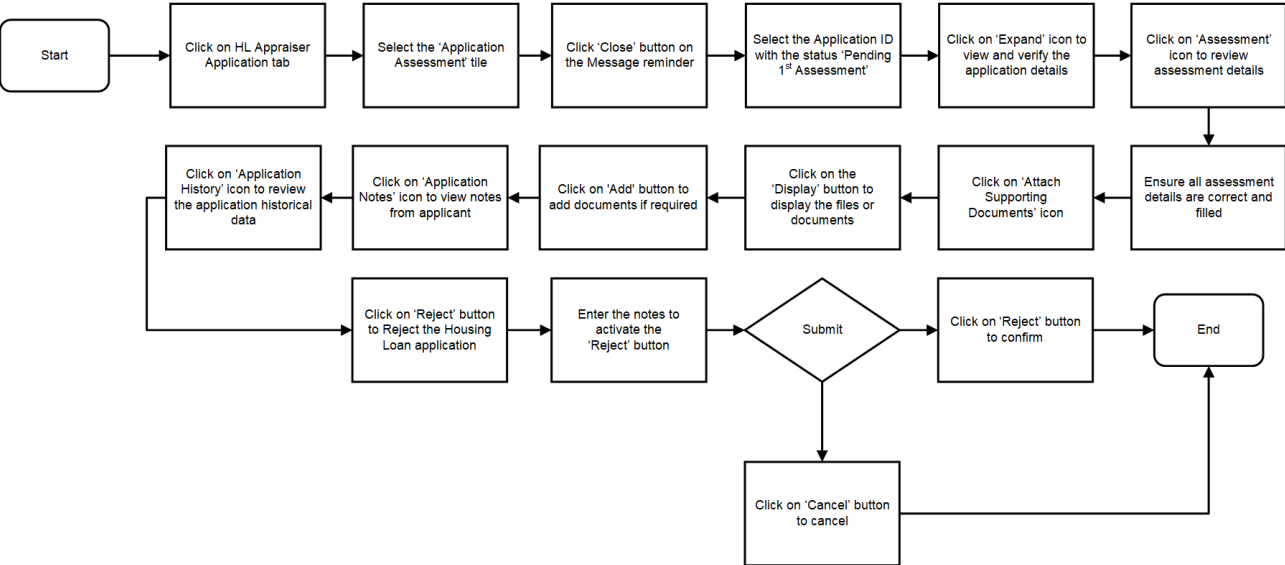 Start
Click on HL Appraiser
Application tab
Select the ‘Application
Assessment’ tile
Click ‘Close’ button on
the Message reminder
Select the Application ID
with the status ‘Pending
1st Assessment’
Click on ‘Expand’ icon to
view and verify the
application details
Click on ‘Assessment’
icon to review
assessment details
Ensure all assessment
details are correct and
filled
Click on ‘Attach
Supporting
Documents’ icon
Click on the
‘Display’ button to
display the files or
documents
Click on 'Add' button to
add documents if required
Click on ‘Application
Notes’ icon to view notes
from applicant
Click on ‘Application
History’ icon to review
the application historical
data
Click on ‘Reject’ button
to Reject the Housing
Loan application
Enter the notes to
activate the
‘Reject’ button
Submit
Click on ‘Reject’ button
to confirm
End
Click on ‘Cancel’ button
to cancel